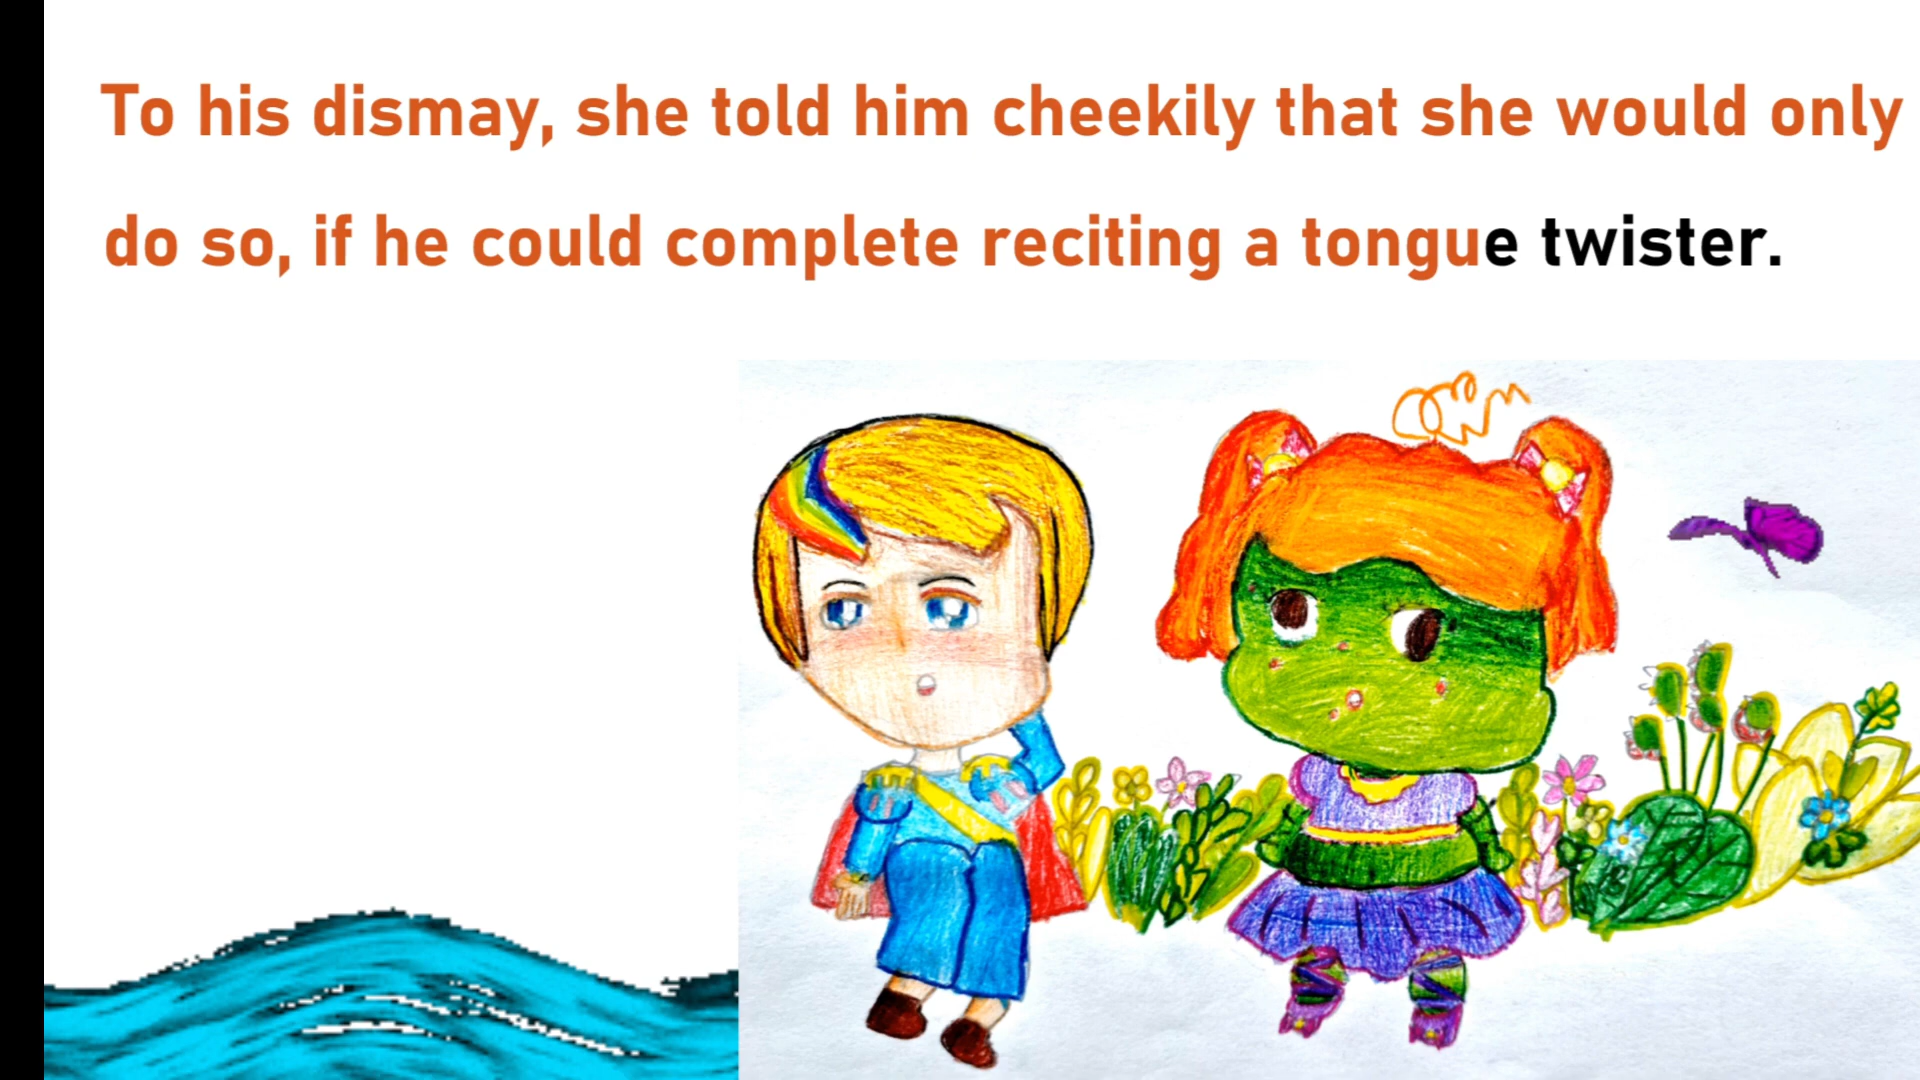 To his dismay, she told him cheekily that she would only
do so, if he could complete reciting a tongue twister.